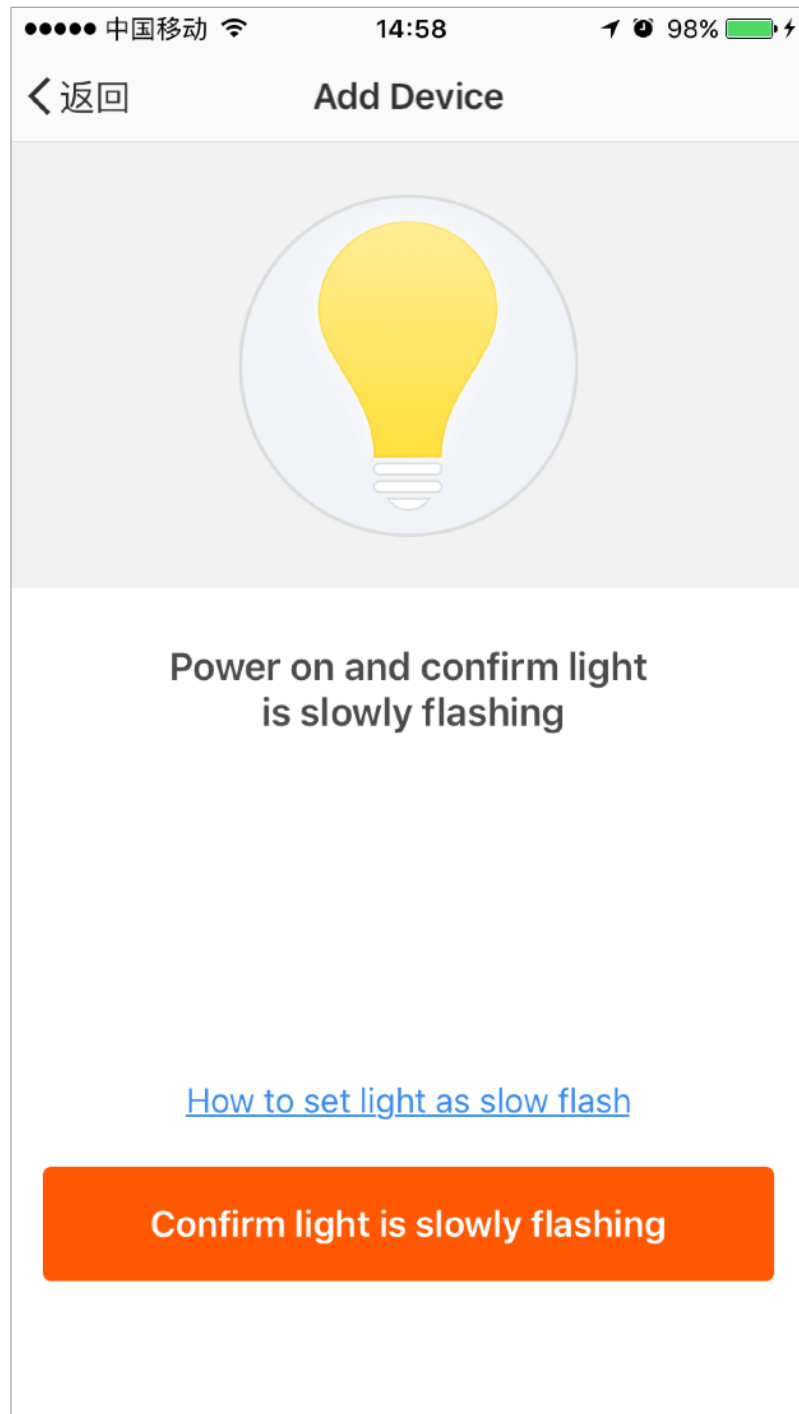 中国移动 14:58 98%
返回 Add Device
Power on and confirm light
is slowly flashing
How to set light as slow flash
Confirm light is slowly flashing